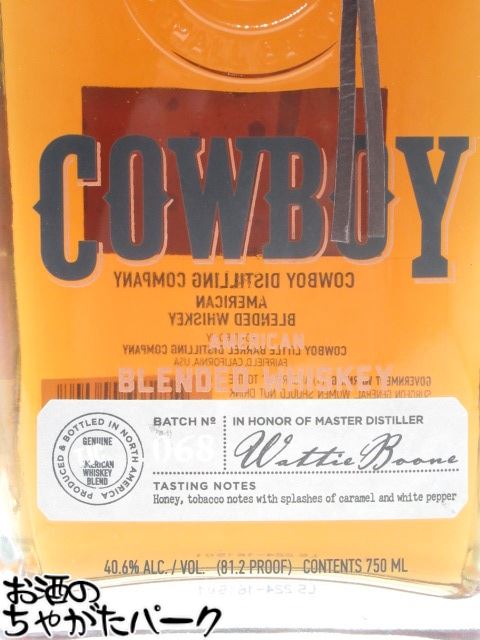 COWBOY
COWBOY DISTILLING COMPANY
AMERICAN
BLENDED WHISKEY
AMERICAN
BLENDED WHISKEY
COWBOY LITTLE BARREL DISTILLING COMPANY
FAIRFIELD, CALIFORNIA, USA
GOVERNMENT WARNING:
BATCH Nº
068
IN HONOR OF MASTER DISTILLER
Wattie Boone
PRODUCED & BOTTLED IN NORTH AMERICA
GENUINE
AMERICAN
WHISKEY
BLEND
TASTING NOTES
Honey, tobacco notes with splashes of caramel and white pepper
40.6% ALC. / VOL. (81.2 PROOF) CONTENTS 750 ML
お酒の
ちゃがたパーク